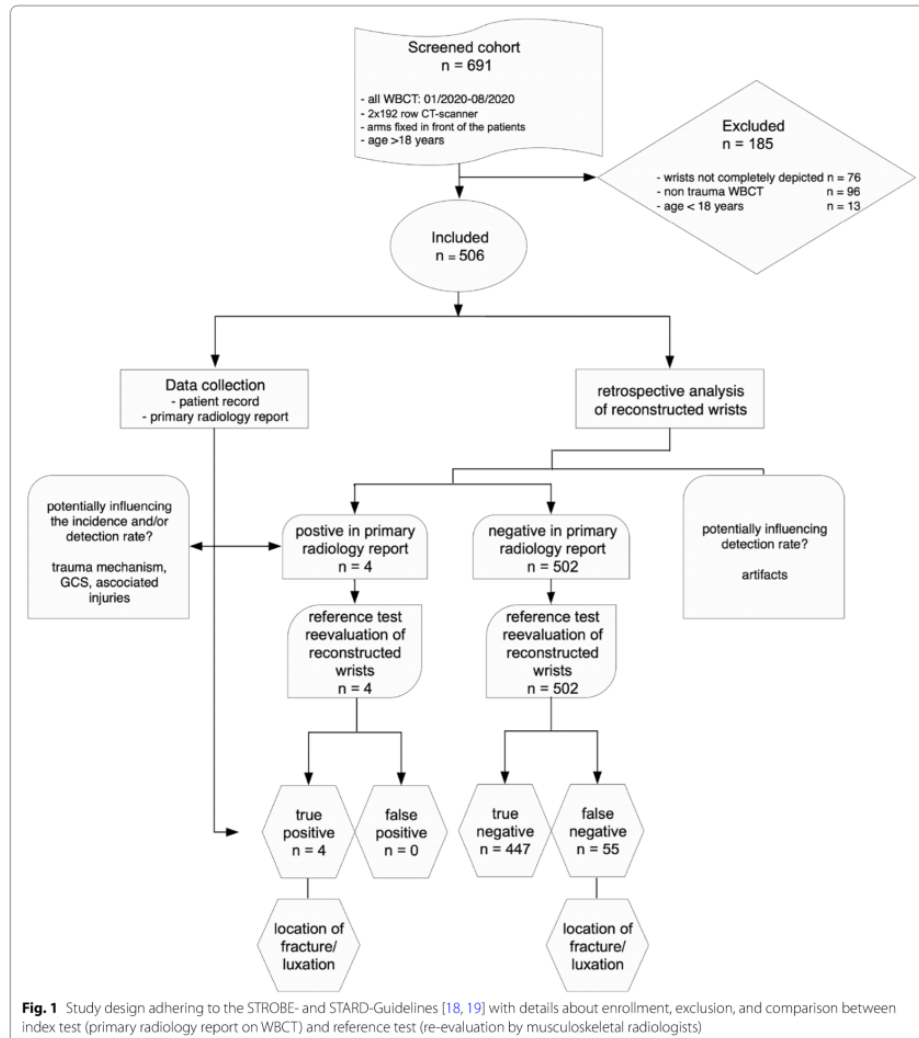 Screened cohort
n = 691
- all WBCT: 01/2020-08/2020
- 2x192 row CT-scanner
- arms fixed in front of the patients
- age >18 years
Excluded
n = 185
- wrists not completely depicted n = 76
- non trauma WBCT n = 96
- age < 18 years n = 13
Included
n = 506
Data collection
- patient record
- primary radiology report
retrospective analysis
of reconstructed wrists
potentially influencing
the incidence and/or
detection rate?
trauma mechanism,
GCS, ascociated
injuries
postive in primary
radiology report
n = 4
negative in primary
radiology report
n = 502
potentially influencing
detection rate?
artifacts
reference test
reevaluation of
reconstructed
wrists
n = 4
reference test
reevaluation of
reconstructed
wrists
n = 502
true
positive
n = 4
false
positive
n = 0
true
negative
n = 447
false
negative
n = 55
location of
fracture/
luxation
location of
fracture/
luxation
Fig. 1 Study design adhering to the STROBE- and STARD-Guidelines [18, 19] with details about enrollment, exclusion, and comparison between
index test (primary radiology report on WBCT) and reference test (re-evaluation by musculoskeletal radiologists)